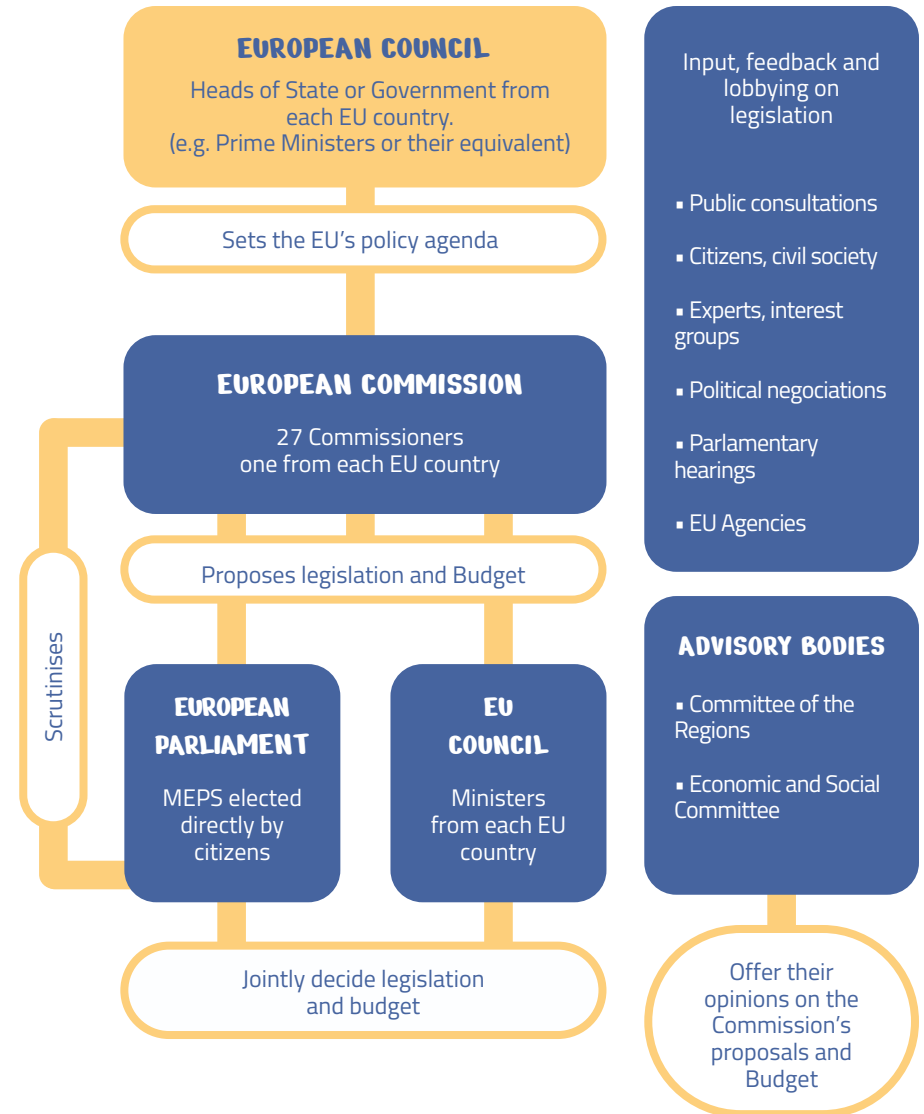 EUROPEAN COUNCIL
Heads of State or Government from
each EU country.
(e.g. Prime Ministers or their equivalent)
Sets the EU's policy agenda
EUROPEAN COMMISSION
27 Commissioners
one from each EU country
Proposes legislation and Budget
Scrutinises
EUROPEAN
PARLIAMENT
MEPS elected
directly by
citizens
EU
COUNCIL
Ministers
from each EU
country
Jointly decide legislation
and budget
Input, feedback and
lobbying on
legislation
▪ Public consultations
▪ Citizens, civil society
▪ Experts, interest
groups
▪ Political negociations
▪ Parlamentary
hearings
▪ EU Agencies
ADVISORY BODIES
▪ Committee of the
Regions
▪ Economic and Social
Committee
Offer their
opinions on the
Commission's
proposals and
Budget